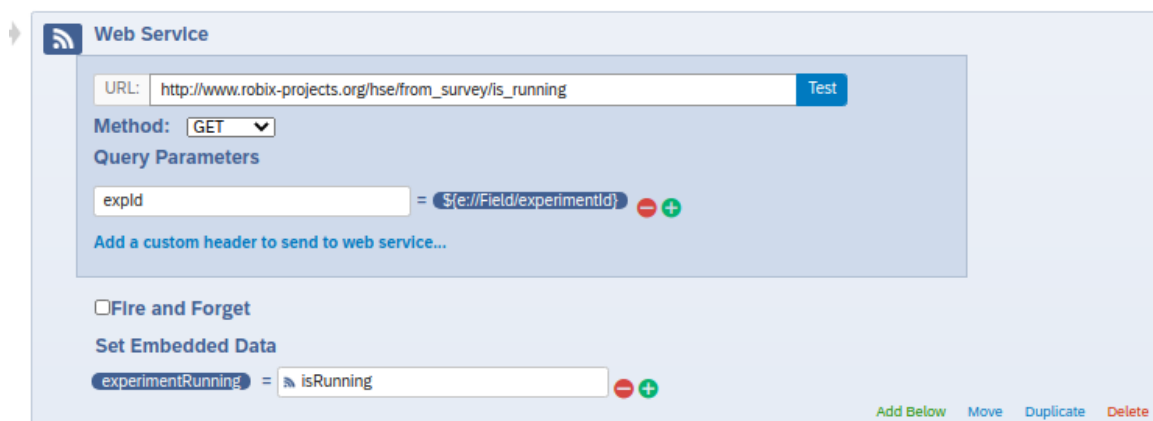 Web Service
URL: http://www.robix-projects.org/hse/from_survey/is_running Test
Method: GET
Query Parameters
expId = ${e://Field/experimentId}
Add a custom header to send to web service...
Fire and Forget
Set Embedded Data
experimentRunning = isRunning
Add Below Move Duplicate Delete